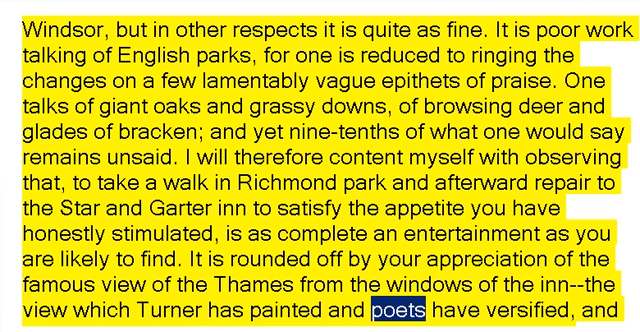 Windsor, but in other respects it is quite as fine. It is poor work
talking of English parks, for one is reduced to ringing the
changes on a few lamentably vague epithets of praise. One
talks of giant oaks and grassy downs, of browsing deer and
glades of bracken; and yet nine-tenths of what one would say
remains unsaid. I will therefore content myself with observing
that, to take a walk in Richmond park and afterward repair to
the Star and Garter inn to satisfy the appetite you have
honestly stimulated, is as complete an entertainment as you
are likely to find. It is rounded off by your appreciation of the
famous view of the Thames from the windows of the inn--the
view which Turner has painted and poets have versified, and